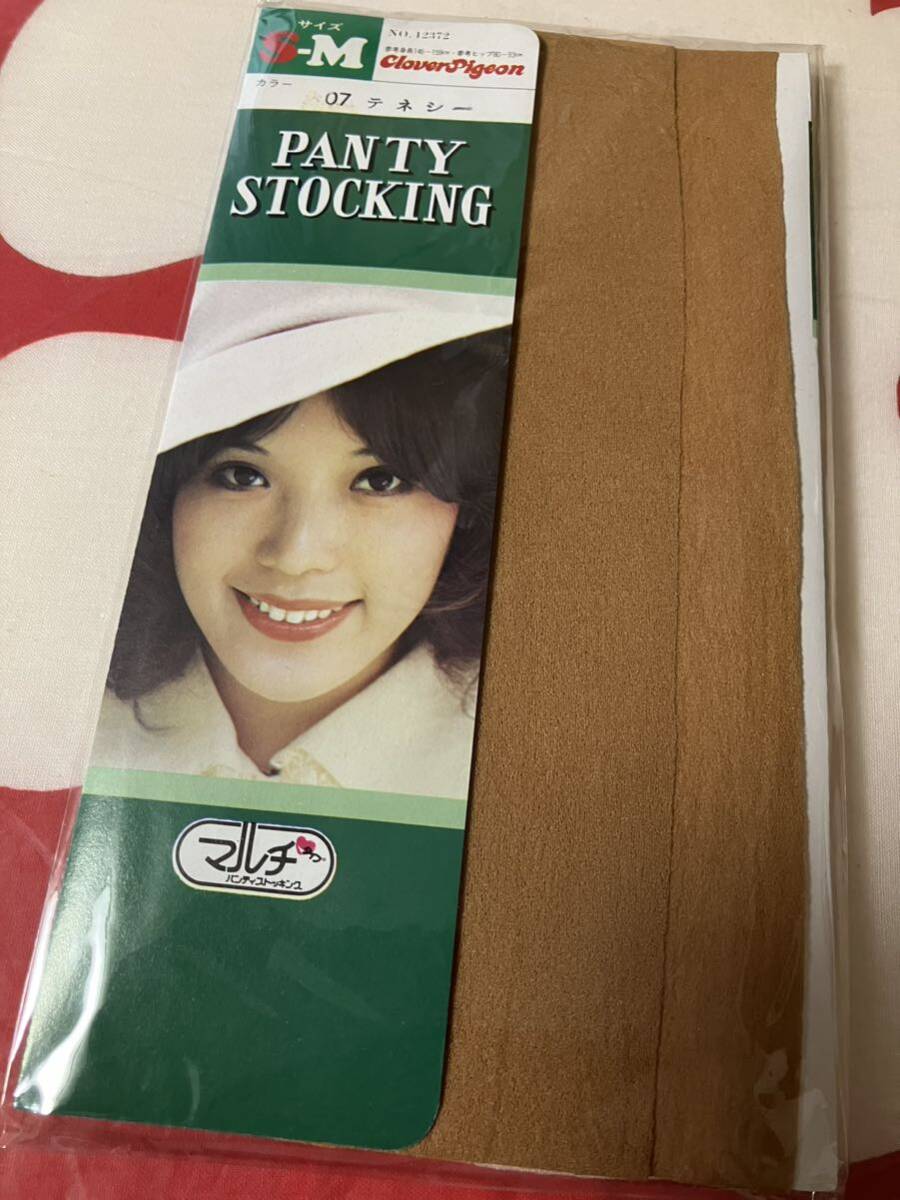 サイズ
S-M
NO.12372
CloverPigeon
カラー
07 テネシー
PANTY
STOCKING
マルチ
パンティストッキング